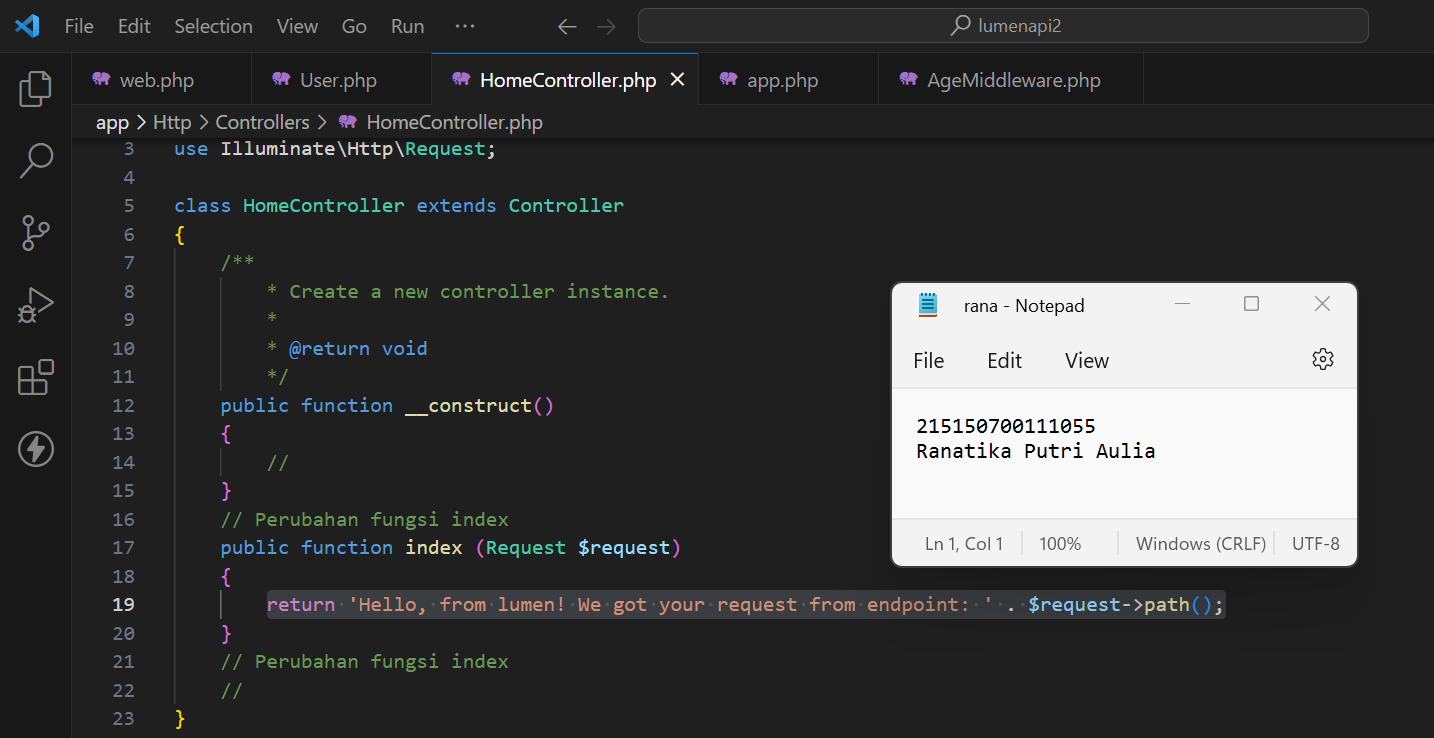 File Edit Selection View Go Run ··· ← → lumenapi2
web.php User.php HomeController.php × app.php AgeMiddleware.php
app > Http > Controllers > HomeController.php
3 use Illuminate\Http\Request;
4
5 class HomeController extends Controller
6 {
7 /**
8 * Create a new controller instance.
9 *
10 * @return void
11 */
12 public function __construct()
13 {
14 //
15 }
16 // Perubahan fungsi index
17 public function index (Request $request)
18 {
19 return 'Hello, from lumen! We got your request from endpoint: ' . $request->path();
20 }
21 // Perubahan fungsi index
22 //
23 }
rana - Notepad
File Edit View
215150700111055
Ranatika Putri Aulia
Ln 1, Col 1 100% Windows (CRLF) UTF-8